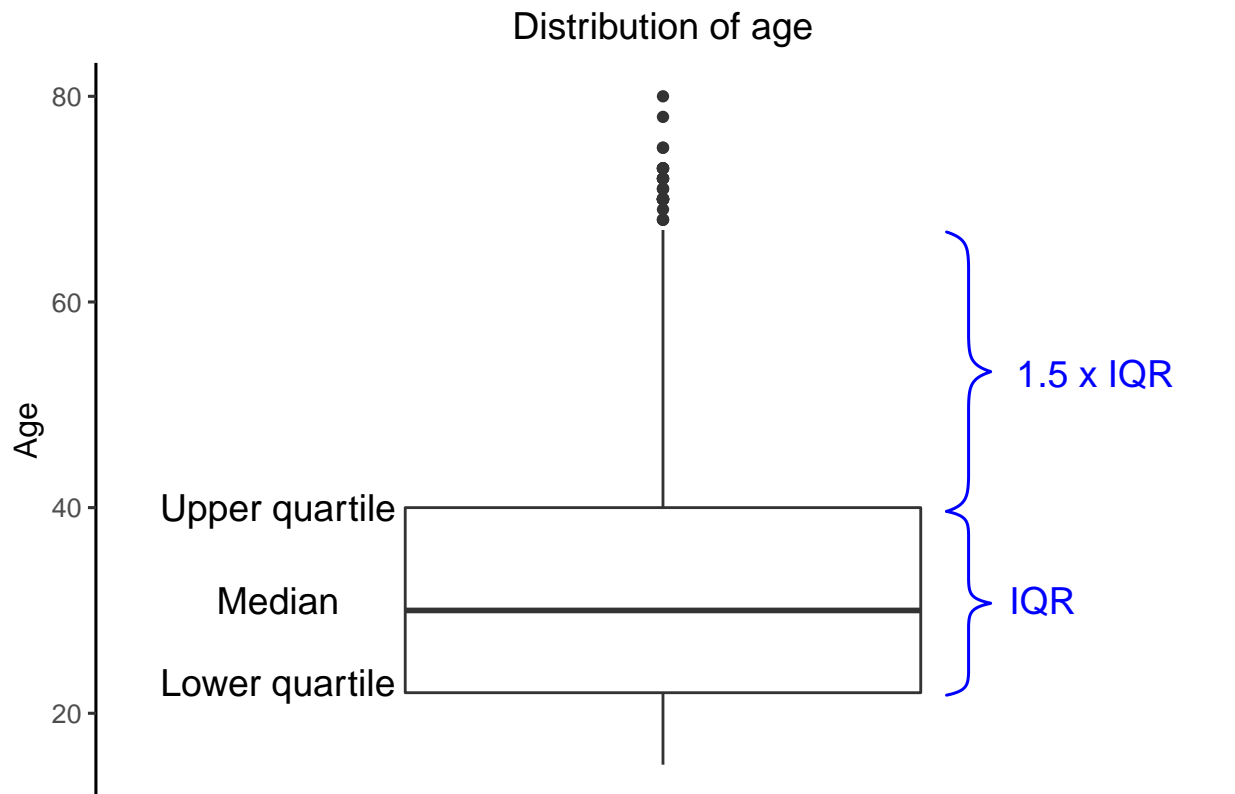 Distribution of age
80
60
1.5 x IQR
Age
Upper quartile
40
Median
IQR
Lower quartile
20